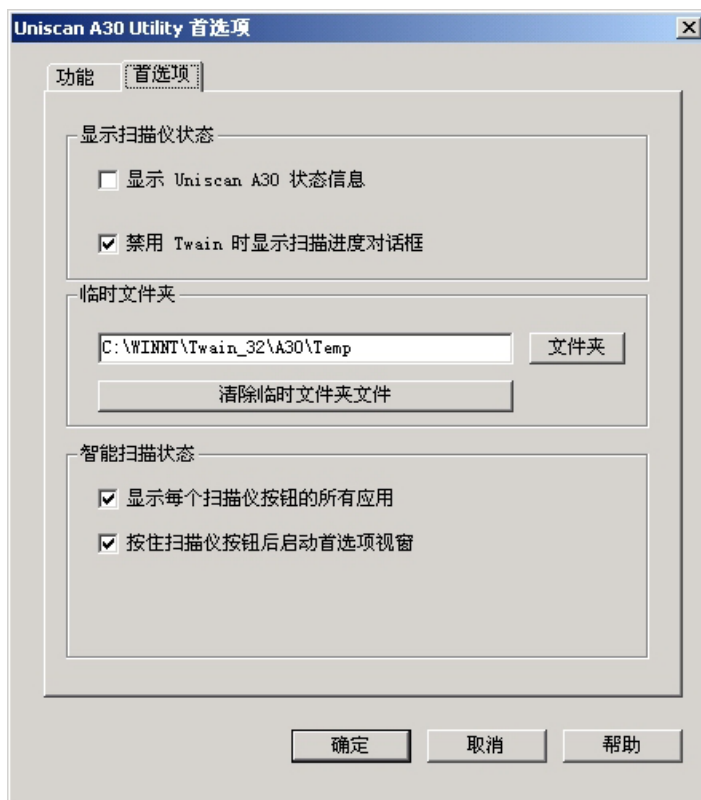 Uniscan A30 Utility 首选项
功能 首选项
显示扫描仪状态
显示 Uniscan A30 状态信息
禁用 Twain 时显示扫描进度对话框
临时文件夹
C:\WINNT\Twain_32\A30\Temp 文件夹
清除临时文件夹文件
智能扫描状态
显示每个扫描仪按钮的所有应用
按住扫描仪按钮后启动首选项视窗
确定 取消 帮助